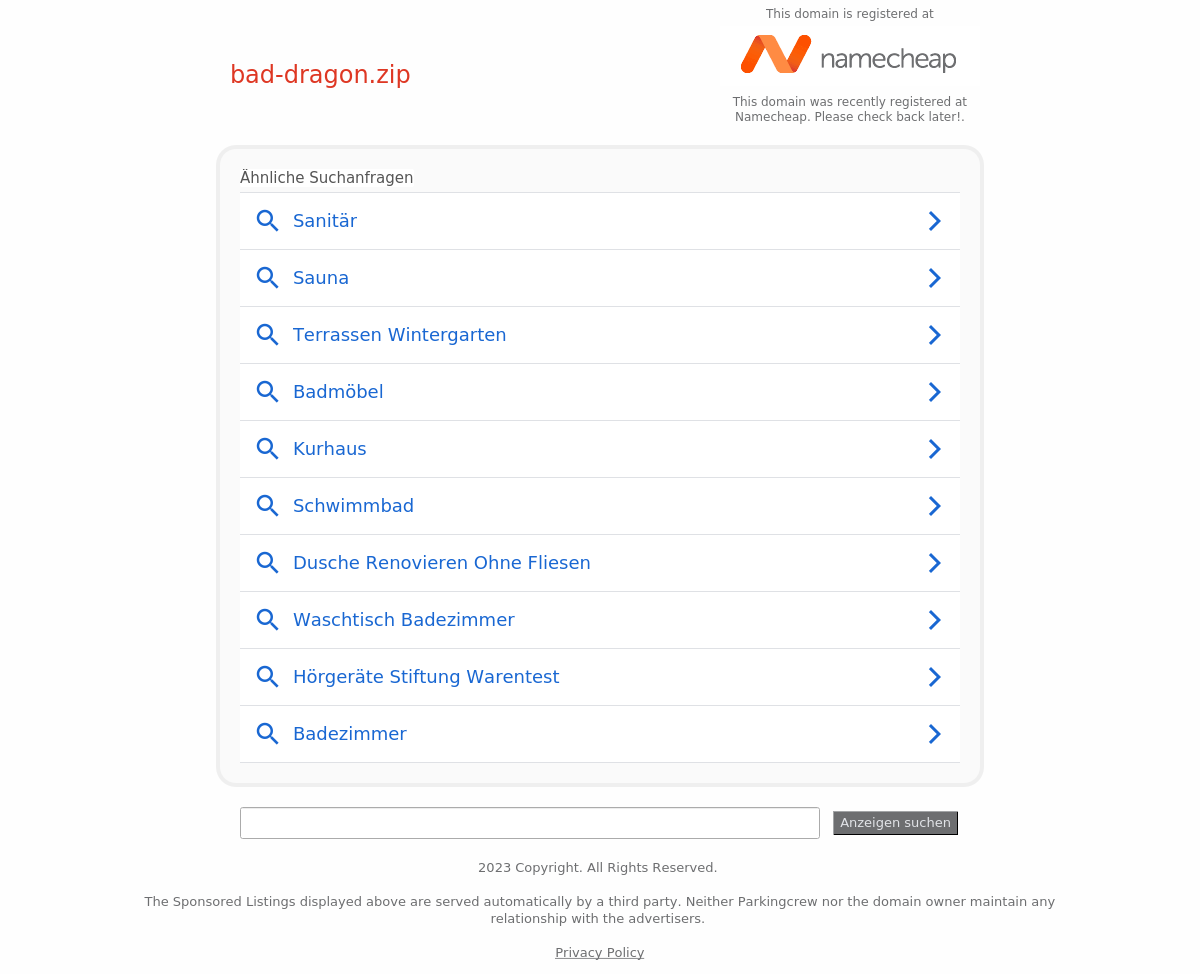 This domain is registered at
namecheap
bad-dragon.zip
This domain was recently registered at
Namecheap. Please check back later!.
Ähnliche Suchanfragen
Sanitär
Sauna
Terrassen Wintergarten
Badmöbel
Kurhaus
Schwimmbad
Dusche Renovieren Ohne Fliesen
Waschtisch Badezimmer
Hörgeräte Stiftung Warentest
Badezimmer
Anzeigen suchen
2023 Copyright. All Rights Reserved.
The Sponsored Listings displayed above are served automatically by a third party. Neither Parkingcrew nor the domain owner maintain any
relationship with the advertisers.
Privacy Policy